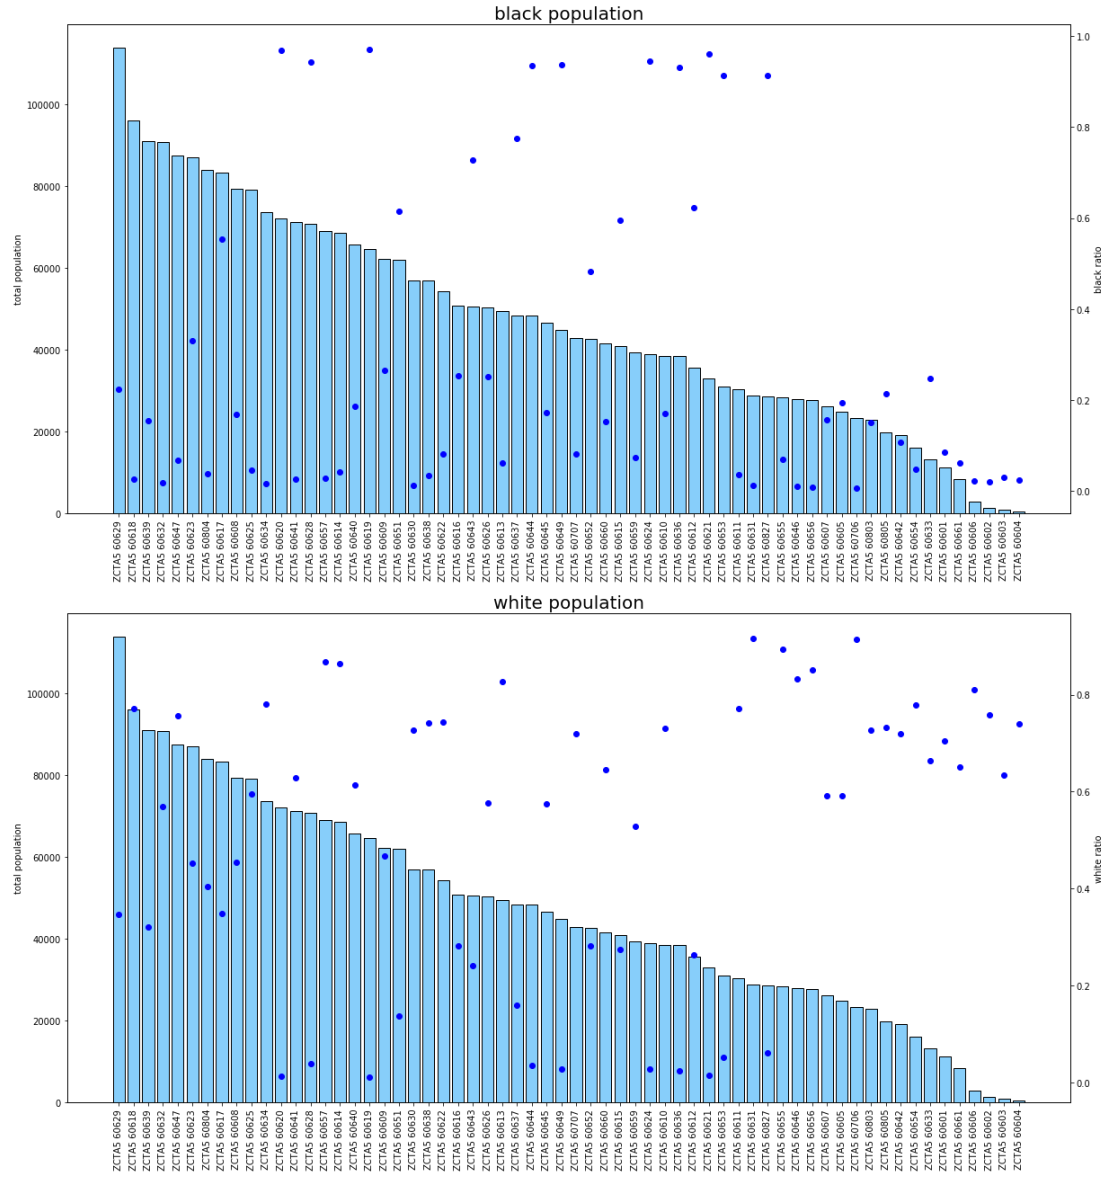 black population
total population
100000
80000
60000
40000
20000
0
1.0
0.8
0.6
0.4
0.2
0.0
black ratio
ZCTA5 60629
ZCTA5 60618
ZCTA5 60639
ZCTA5 60632
ZCTA5 60647
ZCTA5 60623
ZCTA5 60804
ZCTA5 60617
ZCTA5 60608
ZCTA5 60625
ZCTA5 60634
ZCTA5 60620
ZCTA5 60641
ZCTA5 60628
ZCTA5 60657
ZCTA5 60614
ZCTA5 60640
ZCTA5 60619
ZCTA5 60609
ZCTA5 60651
ZCTA5 60630
ZCTA5 60638
ZCTA5 60622
ZCTA5 60616
ZCTA5 60643
ZCTA5 60626
ZCTA5 60613
ZCTA5 60637
ZCTA5 60644
ZCTA5 60645
ZCTA5 60649
ZCTA5 60707
ZCTA5 60652
ZCTA5 60660
ZCTA5 60615
ZCTA5 60659
ZCTA5 60624
ZCTA5 60610
ZCTA5 60636
ZCTA5 60612
ZCTA5 60621
ZCTA5 60653
ZCTA5 60611
ZCTA5 60631
ZCTA5 60827
ZCTA5 60655
ZCTA5 60646
ZCTA5 60656
ZCTA5 60607
ZCTA5 60605
ZCTA5 60706
ZCTA5 60803
ZCTA5 60805
ZCTA5 60642
ZCTA5 60654
ZCTA5 60633
ZCTA5 60601
ZCTA5 60661
ZCTA5 60606
ZCTA5 60602
ZCTA5 60603
ZCTA5 60604
white population
total population
100000
80000
60000
40000
20000
0
0.8
0.6
0.4
0.2
0.0
white ratio
ZCTA5 60629
ZCTA5 60618
ZCTA5 60639
ZCTA5 60632
ZCTA5 60647
ZCTA5 60623
ZCTA5 60804
ZCTA5 60617
ZCTA5 60608
ZCTA5 60625
ZCTA5 60634
ZCTA5 60620
ZCTA5 60641
ZCTA5 60628
ZCTA5 60657
ZCTA5 60614
ZCTA5 60640
ZCTA5 60619
ZCTA5 60609
ZCTA5 60651
ZCTA5 60630
ZCTA5 60638
ZCTA5 60622
ZCTA5 60616
ZCTA5 60643
ZCTA5 60626
ZCTA5 60613
ZCTA5 60637
ZCTA5 60644
ZCTA5 60645
ZCTA5 60649
ZCTA5 60707
ZCTA5 60652
ZCTA5 60660
ZCTA5 60615
ZCTA5 60659
ZCTA5 60624
ZCTA5 60610
ZCTA5 60636
ZCTA5 60612
ZCTA5 60621
ZCTA5 60653
ZCTA5 60611
ZCTA5 60631
ZCTA5 60827
ZCTA5 60655
ZCTA5 60646
ZCTA5 60656
ZCTA5 60607
ZCTA5 60605
ZCTA5 60706
ZCTA5 60803
ZCTA5 60805
ZCTA5 60642
ZCTA5 60654
ZCTA5 60633
ZCTA5 60601
ZCTA5 60661
ZCTA5 60606
ZCTA5 60602
ZCTA5 60603
ZCTA5 60604